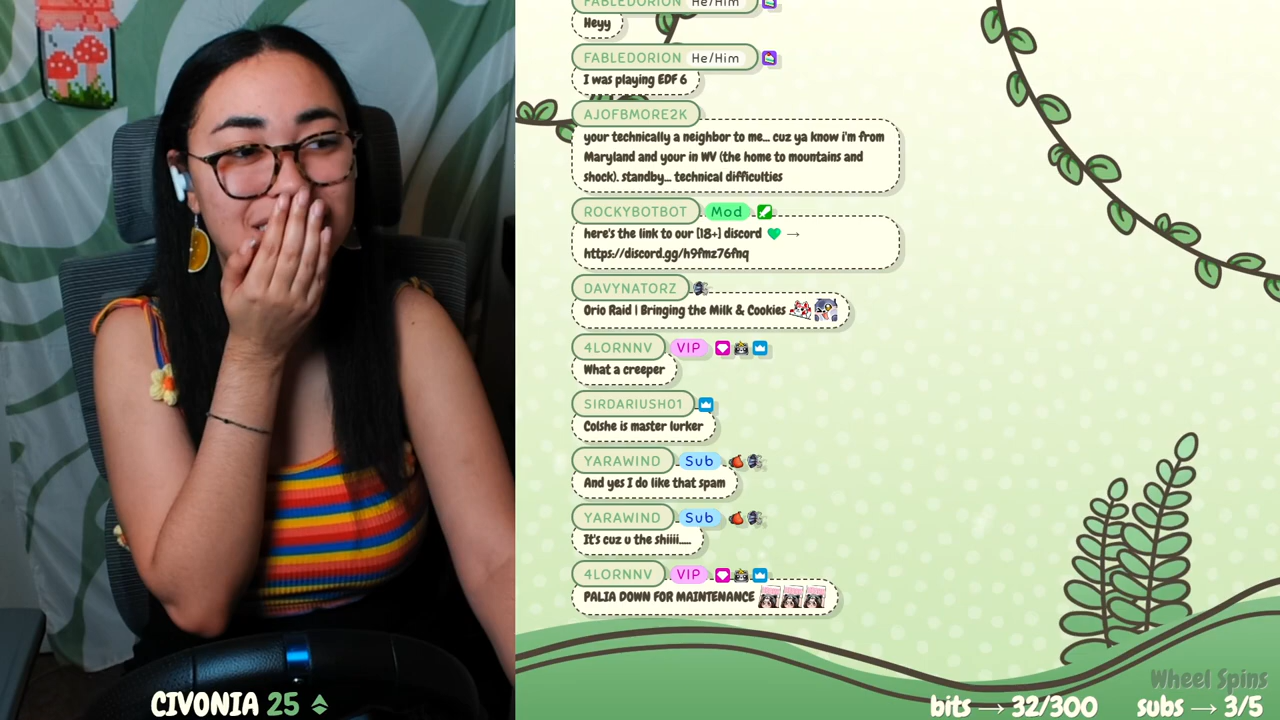 FABLEDORION He/Him
Heyy
FABLEDORION He/Him
I was playing EDF 6
AJOFBMORE2K
your technically a neighbor to me... cuz ya know i'm from
Maryland and your in WV (the home to mountains and
shock). standby... technical difficulties
ROCKYBOTBOT Mod
here's the link to our [18+] discord 💚 →
https://discord.gg/h9fmz76fnq
DAVYNATORZ
Orio Raid | Bringing the Milk & Cookies
4LORNNV VIP
What a creeper
SIRDARIUSH01
Colshe is master lurker
YARAWIND Sub
And yes I do like that spam
YARAWIND Sub
It's cuz u the shiiii.....
4LORNNV VIP
PALIA DOWN FOR MAINTENANCE
Wheel Spins
CIVONIA 25
bits → 32/300 subs → 3/5